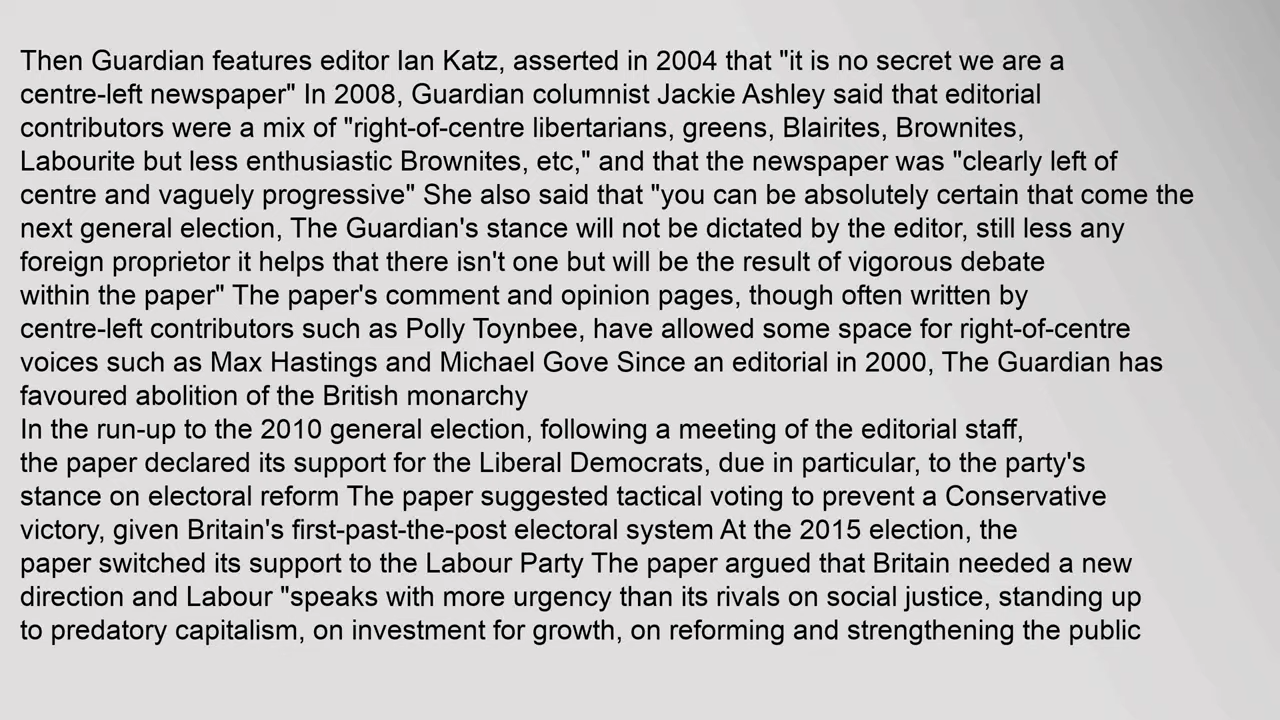 Then Guardian features editor Ian Katz, asserted in 2004 that "it is no secret we are a
centre-left newspaper" In 2008, Guardian columnist Jackie Ashley said that editorial
contributors were a mix of "right-of-centre libertarians, greens, Blairites, Brownites,
Labourite but less enthusiastic Brownites, etc," and that the newspaper was "clearly left of
centre and vaguely progressive" She also said that "you can be absolutely certain that come the
next general election, The Guardian's stance will not be dictated by the editor, still less any
foreign proprietor it helps that there isn't one but will be the result of vigorous debate
within the paper" The paper's comment and opinion pages, though often written by
centre-left contributors such as Polly Toynbee, have allowed some space for right-of-centre
voices such as Max Hastings and Michael Gove Since an editorial in 2000, The Guardian has
favoured abolition of the British monarchy
In the run-up to the 2010 general election, following a meeting of the editorial staff,
the paper declared its support for the Liberal Democrats, due in particular, to the party's
stance on electoral reform The paper suggested tactical voting to prevent a Conservative
victory, given Britain's first-past-the-post electoral system At the 2015 election, the
paper switched its support to the Labour Party The paper argued that Britain needed a new
direction and Labour "speaks with more urgency than its rivals on social justice, standing up
to predatory capitalism, on investment for growth, on reforming and strengthening the public